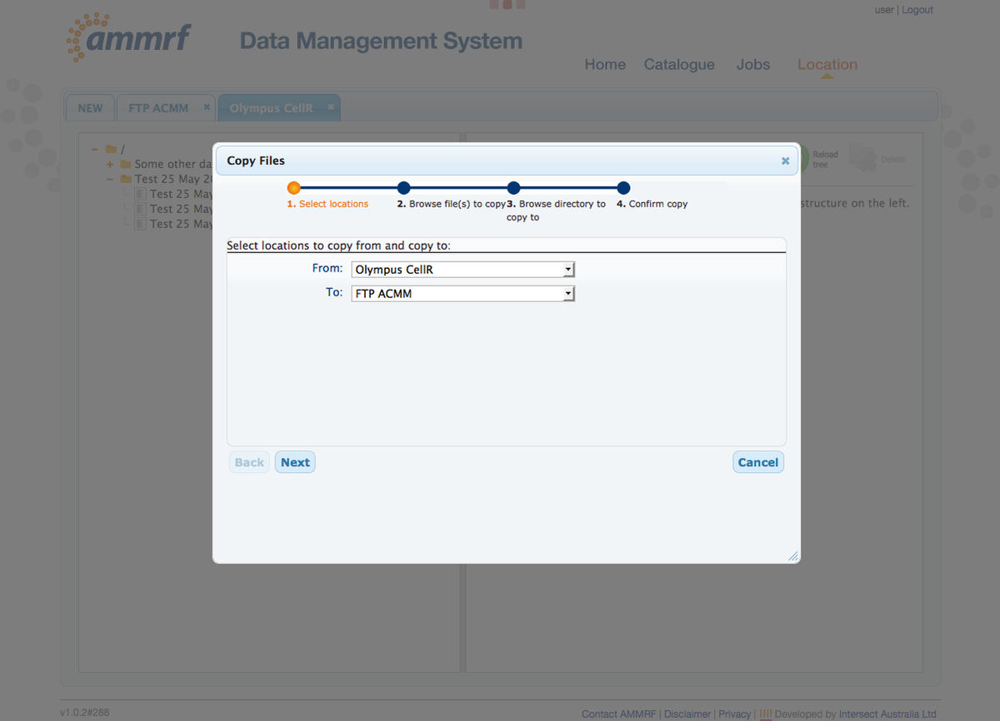 user | Logout
ammrf
Data Management System
Home Catalogue Jobs Location
NEW FTP ACMM Olympus CellR
/
Some other da
Test 25 May 20
Test 25 May
Test 25 May
Test 25 May
Reload
tree
Delete
structure on the left.
Copy Files
1. Select locations 2. Browse file(s) to copy 3. Browse directory to
copy to
4. Confirm copy
Select locations to copy from and copy to:
From: Olympus CellR
To: FTP ACMM
Back Next Cancel
v1.0.2#288
Contact AMMRF | Disclaimer | Privacy | Developed by Intersect Australia Ltd